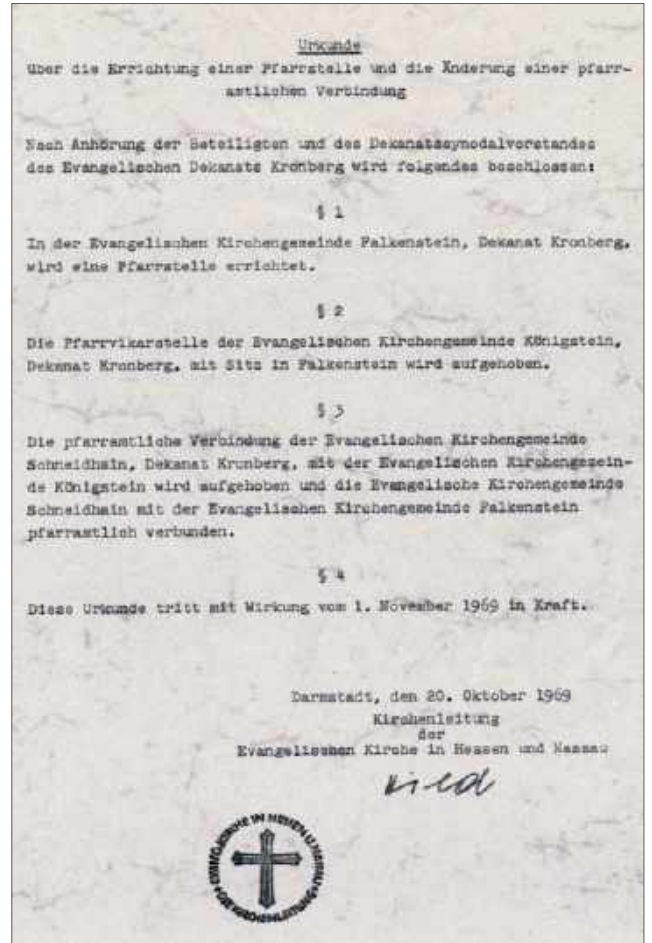 Urkunde
über die Errichtung einer Pfarrstelle und die Änderung einer pfarr-
amtlichen Verbindung
Nach Anhörung der Beteiligten und des Dekanatssynodalvorstandes
des Evangelischen Dekanats Kronberg wird folgendes beschlossen:
§ 1
In der Evangelischen Kirchengemeinde Falkenstein, Dekanat Kronberg,
wird eine Pfarrstelle errichtet.
§ 2
Die Pfarrvikarstelle der Evangelischen Kirchengemeinde Königstein,
Dekanat Kronberg, mit Sitz in Falkenstein wird aufgehoben.
§ 3
Die pfarramtliche Verbindung der Evangelischen Kirchengemeinde
Schneidhain, Dekanat Kronberg, mit der Evangelischen Kirchengemein-
de Königstein wird aufgehoben und die Evangelische Kirchengemeinde
Schneidhain mit der Evangelischen Kirchengemeinde Falkenstein
pfarramtlich verbunden.
§ 4
Diese Urkunde tritt mit Wirkung vom 1. November 1969 in Kraft.
Darmstadt, den 20. Oktober 1969
Kirchenleitung
der
Evangelischen Kirche in Hessen und Nassau